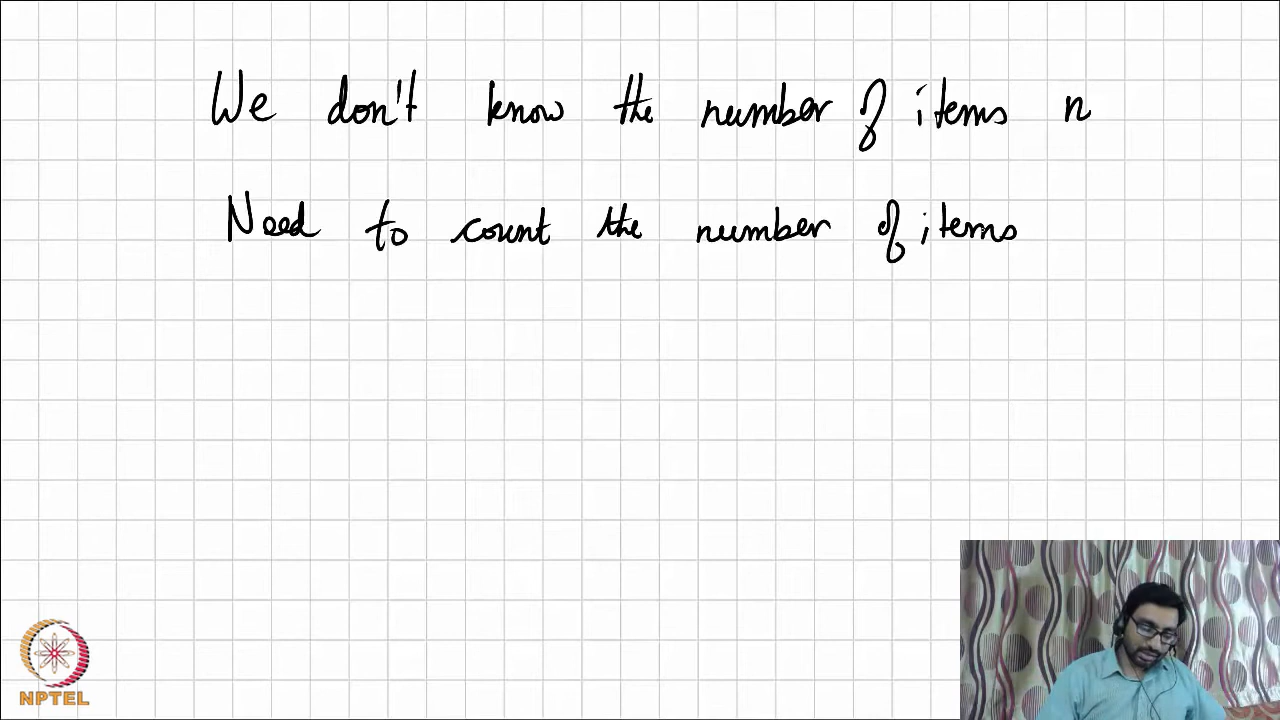 We don't know the number of items n
Need to count the number of items
NPTEL